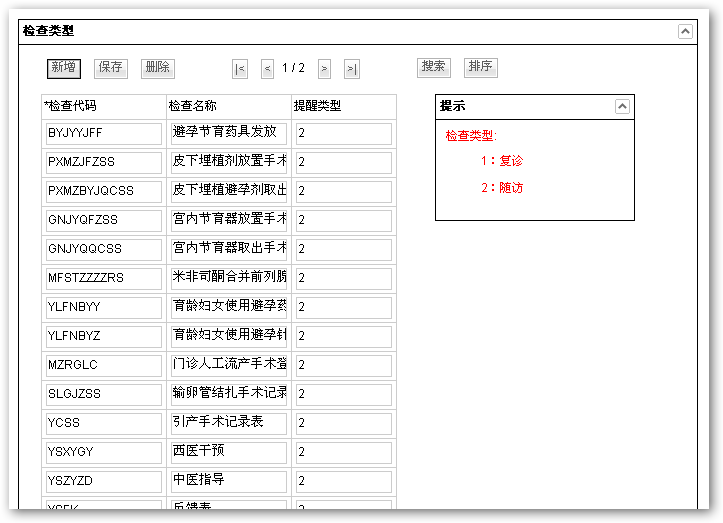 检查类型
新增 保存 删除 |< < 1 / 2 > >| 搜索 排序
*检查代码 检查名称 提醒类型
BYJYYJFF 避孕节育药具发放 2
PXMZJFZSS 皮下埋植剂放置手术 2
PXMZBYJQCSS 皮下埋植避孕剂取出 2
GNJYQFZSS 宫内节育器放置手术 2
GNJYQQCSS 宫内节育器取出手术 2
MFSTZZZZRS 米非司酮合并前列腺 2
YLFNBYY 育龄妇女使用避孕药 2
YLFNBYZ 育龄妇女使用避孕针 2
MZRGLC 门诊人工流产手术登 2
SLGJZSS 输卵管结扎手术记录 2
YCSS 引产手术记录表 2
YSXYGY 西医干预 2
YSZYZD 中医指导 2
提示
检查类型:
1：复诊
2：随访